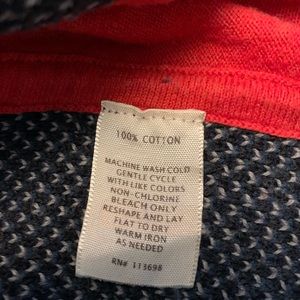 100% COTTON
MACHINE WASH COLD
GENTLE CYCLE
WITH LIKE COLORS
NON-CHLORINE
BLEACH ONLY
RESHAPE AND LAY
FLAT TO DRY
WARM IRON
AS NEEDED
RN# 113698